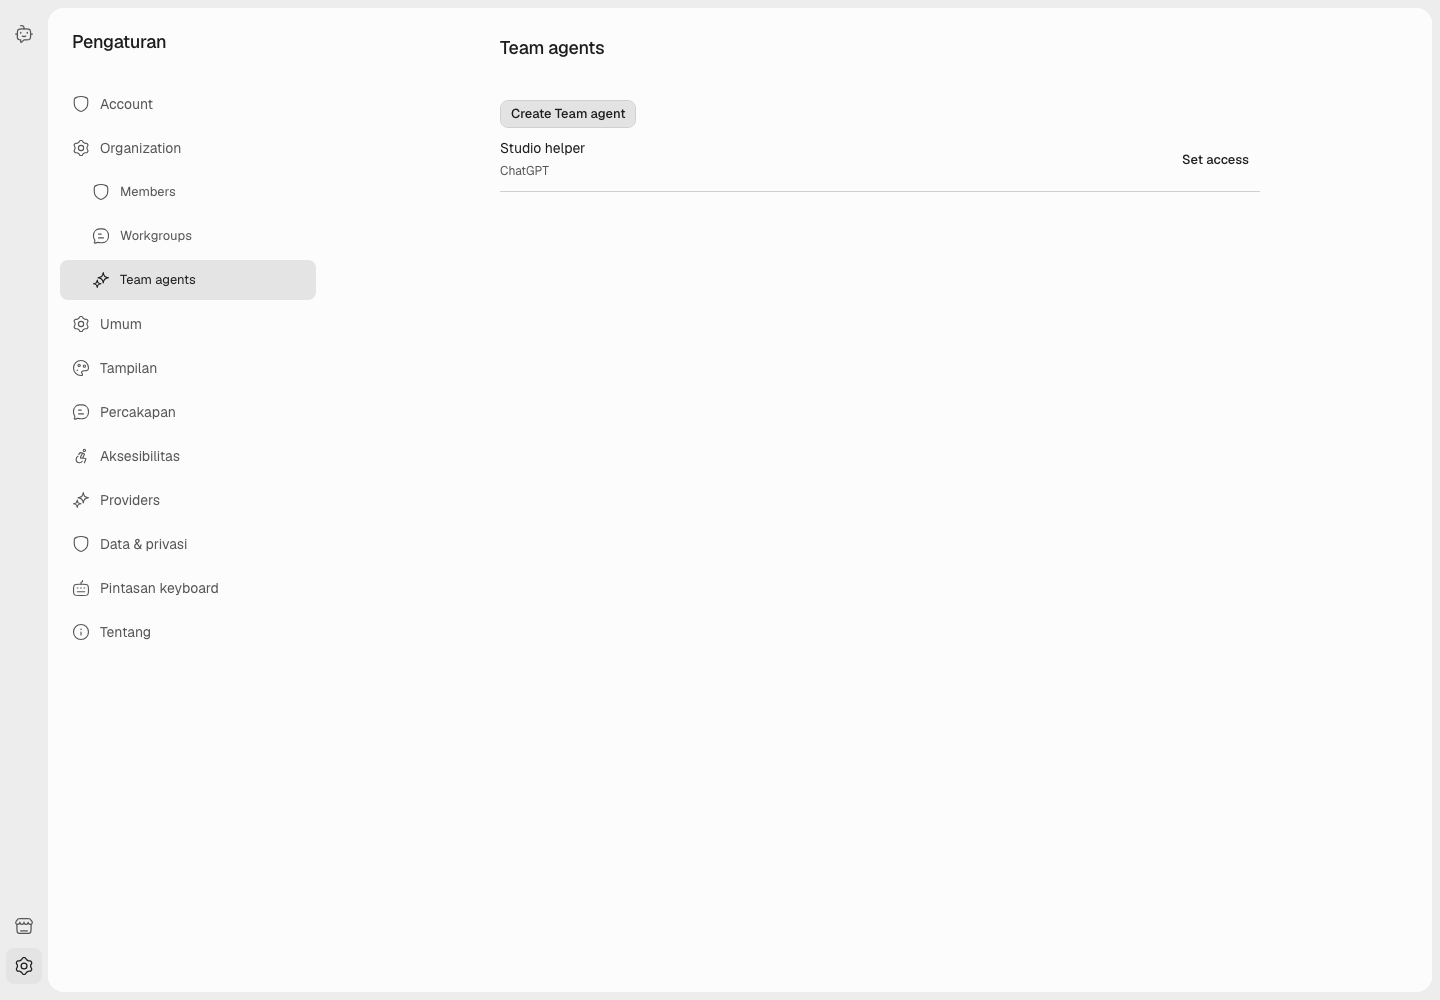 Pengaturan
Account
Organization
Members
Workgroups
Team agents
Umum
Tampilan
Percakapan
Aksesibilitas
Providers
Data & privasi
Pintasan keyboard
Tentang
Team agents
Create Team agent
Studio helper
ChatGPT
Set access